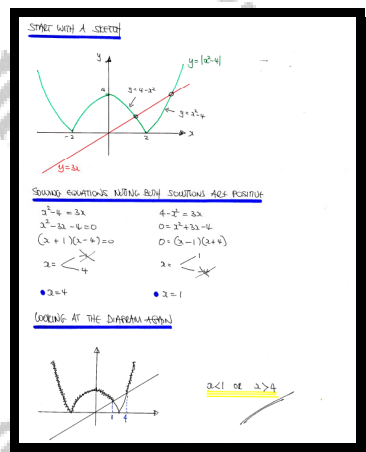 START WITH A SKETCH
y
y=|x²-4|
4
y=4-x²
y=x²-4
-2
2
x
y=3x
SOLVING EQUATIONS NOTING BOTH SOLUTIONS ARE POSITIVE
x²-4=3x
x²-3x-4=0
(x+1)(x-4)=0
x= -1
4
• x=4
4-x²=3x
0=x²+3x-4
0=(x-1)(x+4)
x= 1
-4
• x=1
LOOKING AT THE DIAGRAM AGAIN
1
4
x<1 OR x>4